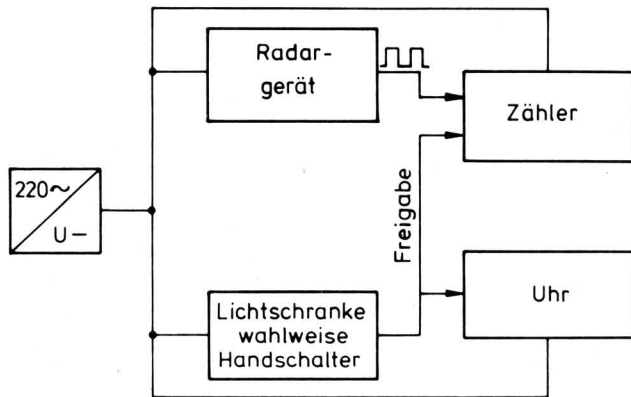 Radar-
gerät
Zähler
220~
U–
Freigabe
Uhr
Lichtschranke
wahlweise
Handschalter